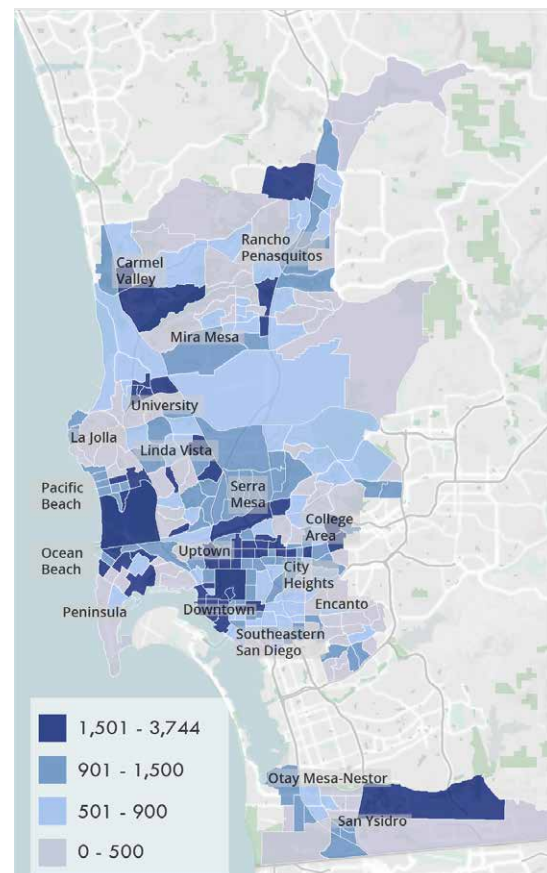 Rancho
Penasquitos
Carmel
Valley
Mira Mesa
University
La Jolla
Linda Vista
Pacific
Beach
Serra
Mesa
College
Area
Ocean
Beach
Uptown
City
Heights
Peninsula
Downtown
Encanto
Southeastern
San Diego
1,501 - 3,744
901 - 1,500
501 - 900
0 - 500
Otay Mesa-Nestor
San Ysidro